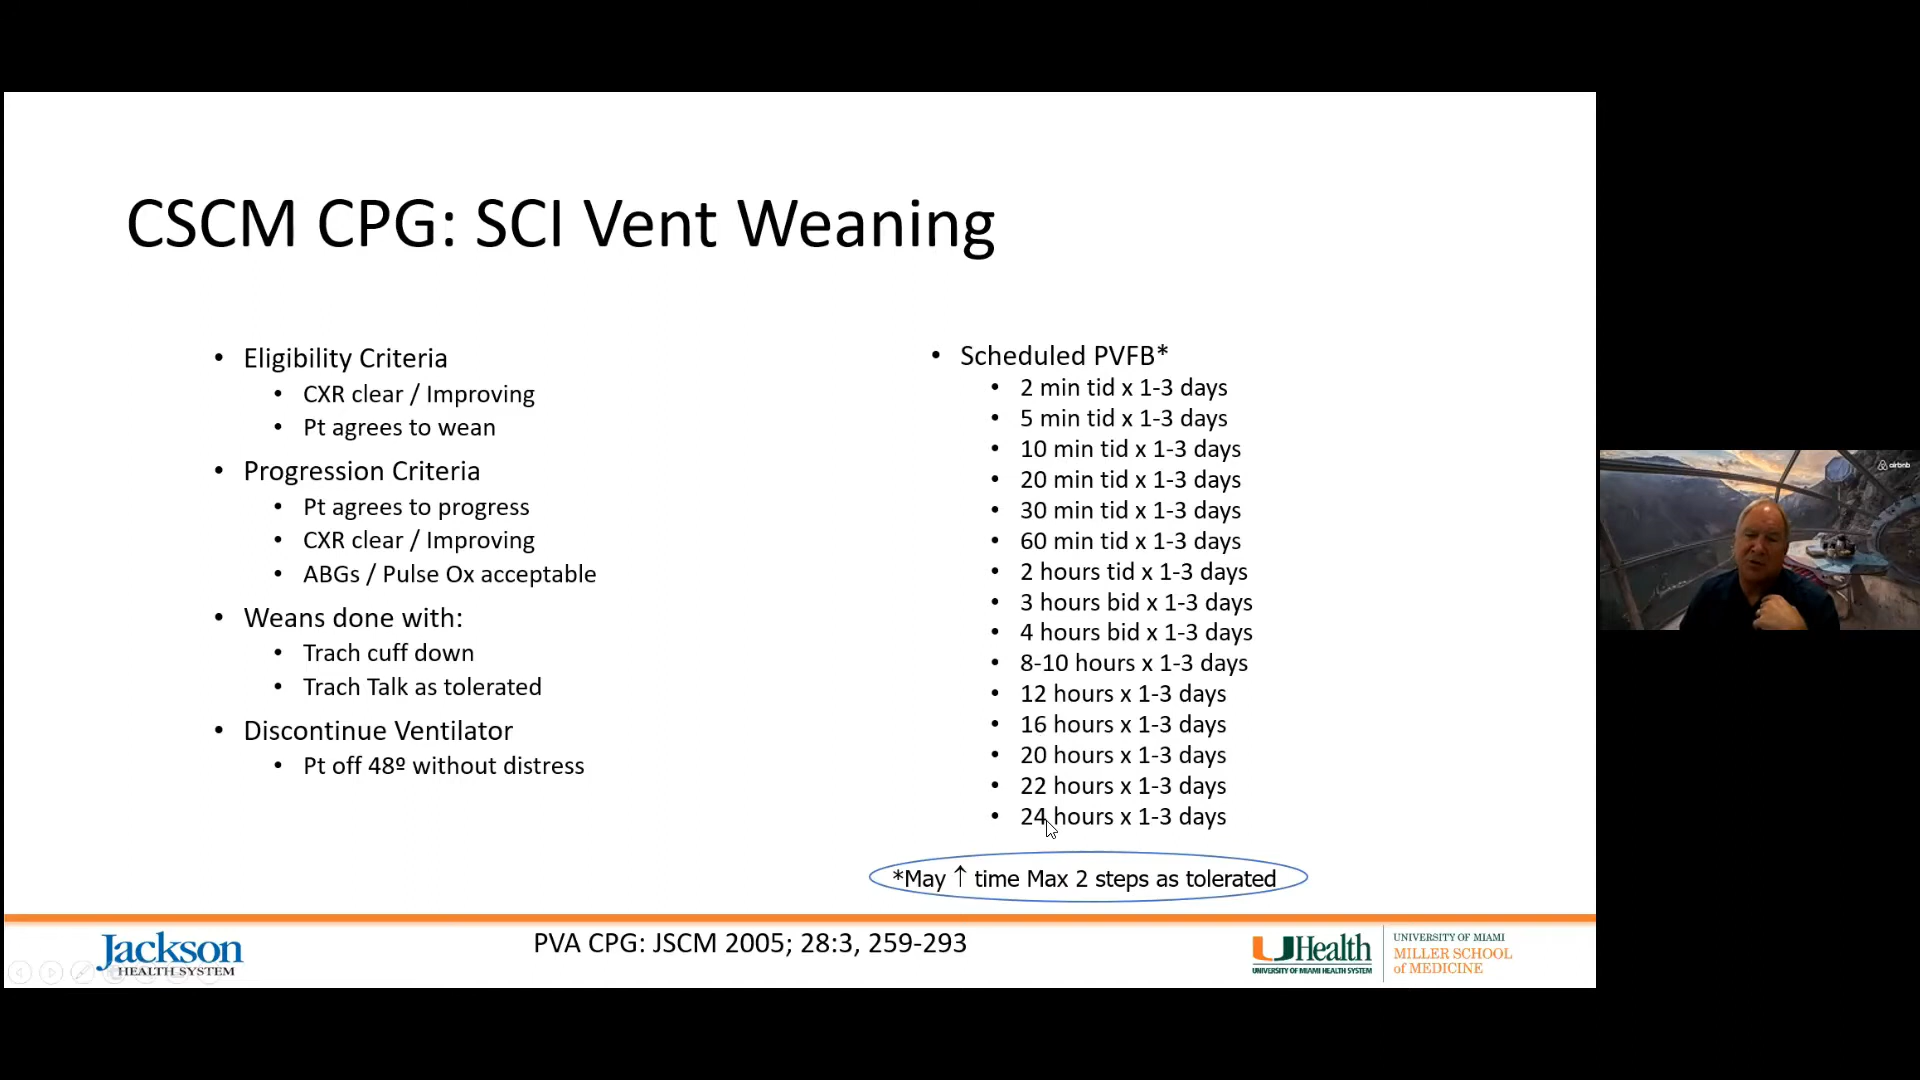 CSCM CPG: SCI Vent Weaning
• Eligibility Criteria
• CXR clear / Improving
• Pt agrees to wean
• Progression Criteria
• Pt agrees to progress
• CXR clear / Improving
• ABGs / Pulse Ox acceptable
• Weans done with:
• Trach cuff down
• Trach Talk as tolerated
• Discontinue Ventilator
• Pt off 48º without distress
• Scheduled PVFB*
• 2 min tid x 1-3 days
• 5 min tid x 1-3 days
• 10 min tid x 1-3 days
• 20 min tid x 1-3 days
• 30 min tid x 1-3 days
• 60 min tid x 1-3 days
• 2 hours tid x 1-3 days
• 3 hours bid x 1-3 days
• 4 hours bid x 1-3 days
• 8-10 hours x 1-3 days
• 12 hours x 1-3 days
• 16 hours x 1-3 days
• 20 hours x 1-3 days
• 22 hours x 1-3 days
• 24 hours x 1-3 days
*May ↑ time Max 2 steps as tolerated
Jackson
HEALTH SYSTEM
PVA CPG: JSCM 2005; 28:3, 259-293
UHealth
UNIVERSITY OF MIAMI HEALTH SYSTEM
UNIVERSITY OF MIAMI
MILLER SCHOOL
of MEDICINE
airbnb